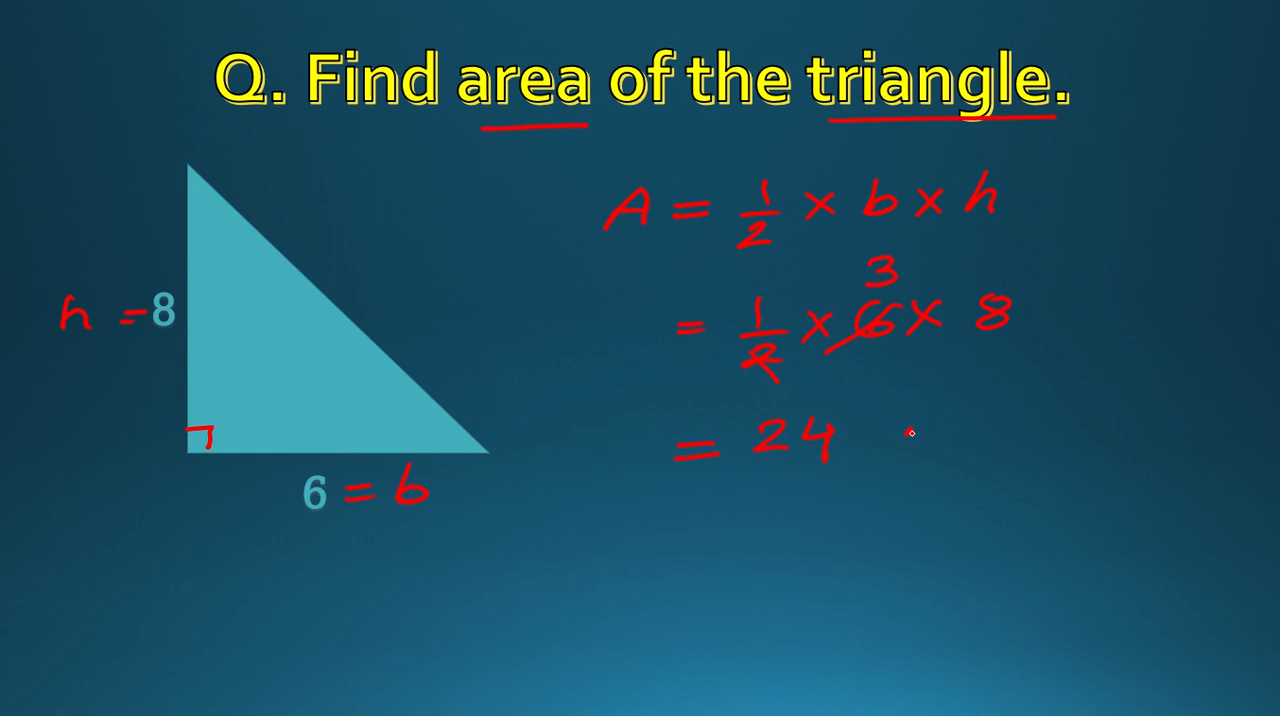 Q. Find area of the triangle.
h = 8
6 = b
A = 1/2 × b × h
3
= 1/2 × 6 × 8
= 24